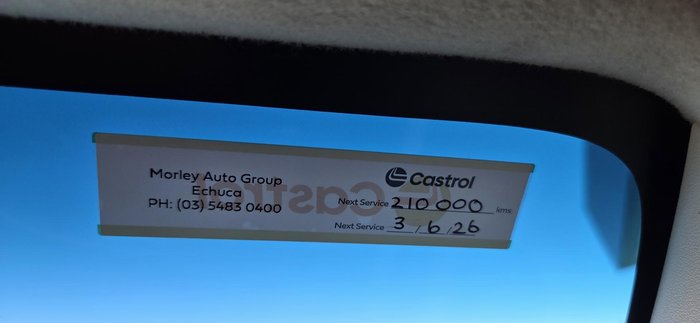 Morley Auto Group
Echuca
PH: (03) 5483 0400
Castrol
Next Service 210 000 kms
Next Service 3 / 6 / 26
Castrol